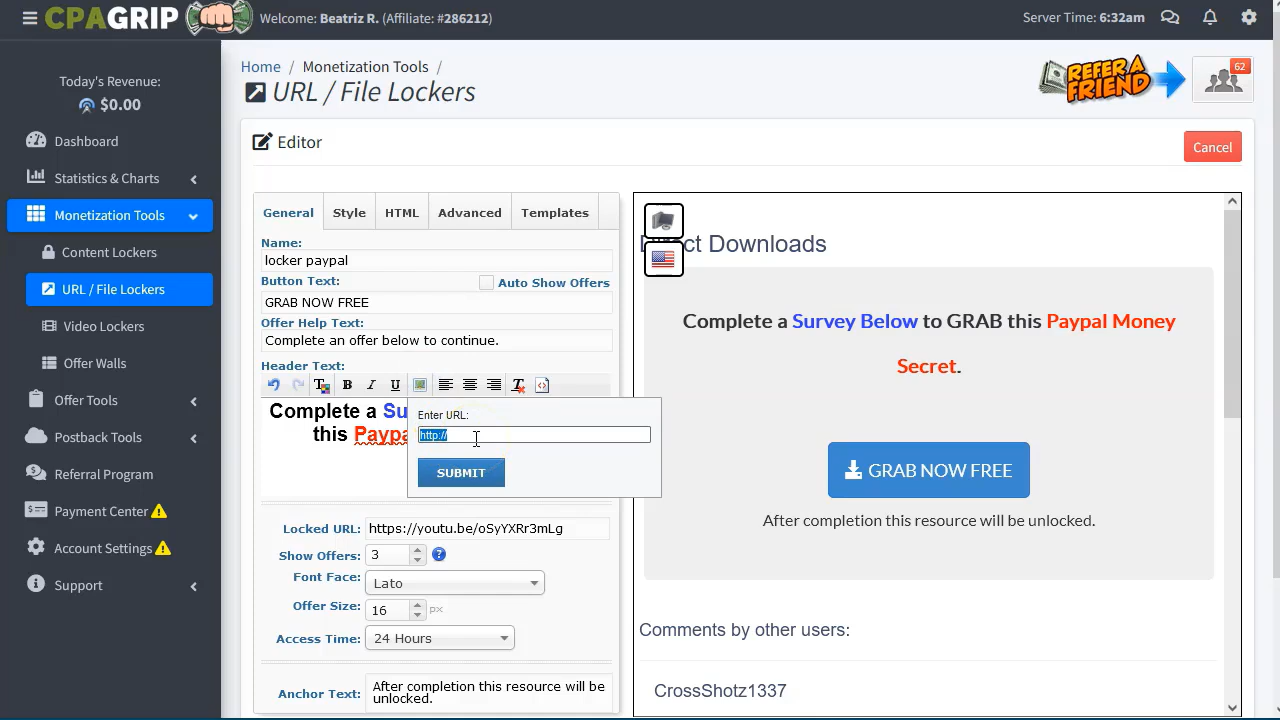 CPAGRIP
Welcome: Beatriz R. (Affiliate: #286212)
Server Time: 6:32am
Today's Revenue:
$0.00
Dashboard
Statistics & Charts
Monetization Tools
Content Lockers
URL / File Lockers
Video Lockers
Offer Walls
Offer Tools
Postback Tools
Referral Program
Payment Center
Account Settings
Support
Home / Monetization Tools /
URL / File Lockers
REFER A
FRIEND
62
Editor
Cancel
General
Style
HTML
Advanced
Templates
Name:
locker paypal
Button Text:
Auto Show Offers
GRAB NOW FREE
Offer Help Text:
Complete an offer below to continue.
Header Text:
T B I U T
Complete a Su
this Paypa
Enter URL:
http://
SUBMIT
Locked URL: https://youtu.be/oSyYXRr3mLg
Show Offers: 3 ?
Font Face: Lato
Offer Size: 16 px
Access Time: 24 Hours
Anchor Text: After completion this resource will be
unlocked.
ct Downloads
Complete a Survey Below to GRAB this Paypal Money
Secret.
GRAB NOW FREE
After completion this resource will be unlocked.
Comments by other users:
CrossShotz1337